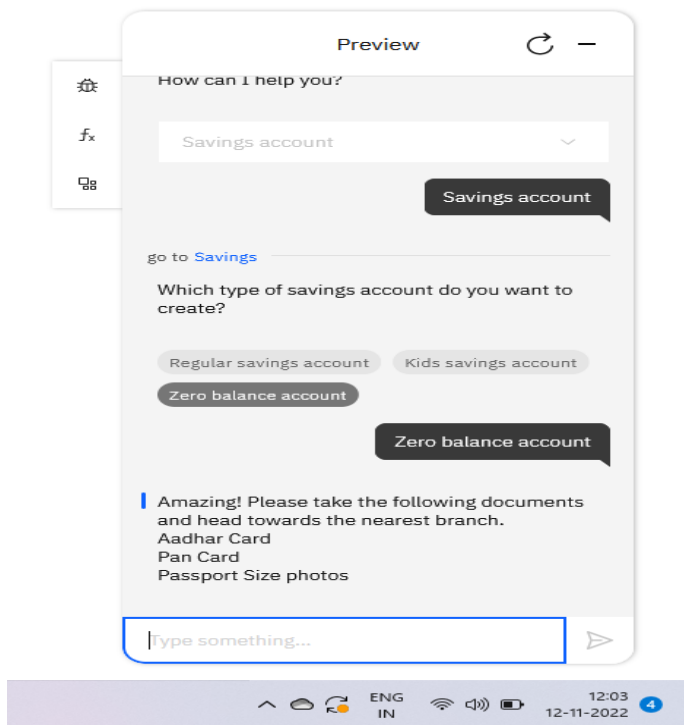 Preview
How can I help you?
fx
Savings account
Savings account
go to Savings
Which type of savings account do you want to
create?
Regular savings account Kids savings account
Zero balance account
Zero balance account
Amazing! Please take the following documents
and head towards the nearest branch.
Aadhar Card
Pan Card
Passport Size photos
Type something...
ENG 12:03
IN 12-11-2022 4